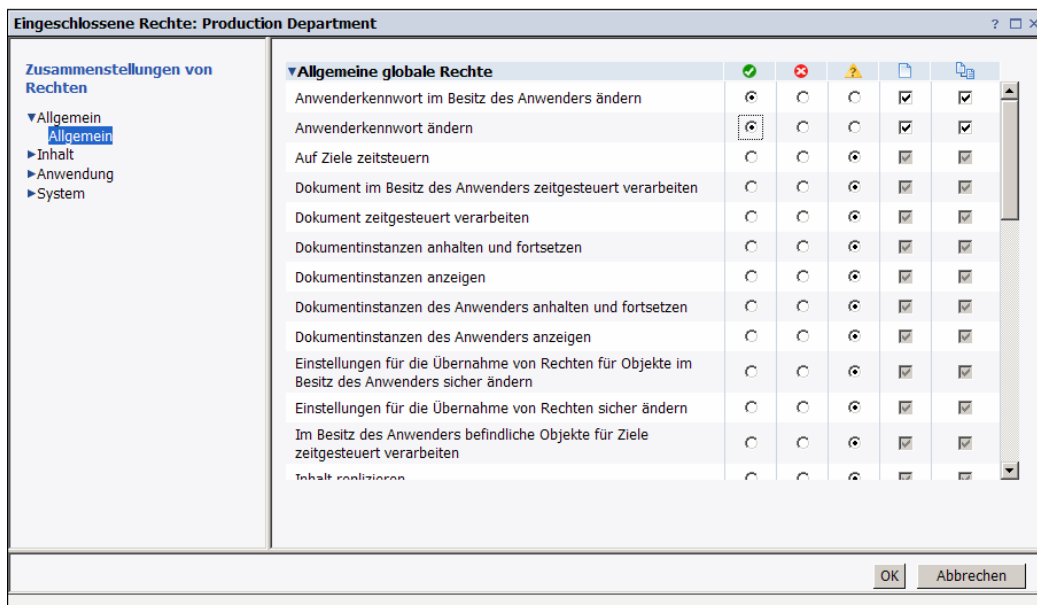 Eingeschlossene Rechte: Production Department
Zusammenstellungen von
Rechten
Allgemein
Allgemein
Inhalt
Anwendung
System
Allgemeine globale Rechte
Anwenderkennwort im Besitz des Anwenders ändern
Anwenderkennwort ändern
Auf Ziele zeitsteuern
Dokument im Besitz des Anwenders zeitgesteuert verarbeiten
Dokument zeitgesteuert verarbeiten
Dokumentinstanzen anhalten und fortsetzen
Dokumentinstanzen anzeigen
Dokumentinstanzen des Anwenders anhalten und fortsetzen
Dokumentinstanzen des Anwenders anzeigen
Einstellungen für die Übernahme von Rechten für Objekte im
Besitz des Anwenders sicher ändern
Einstellungen für die Übernahme von Rechten sicher ändern
Im Besitz des Anwenders befindliche Objekte für Ziele
zeitgesteuert verarbeiten
Inhalt replizieren
OK
Abbrechen